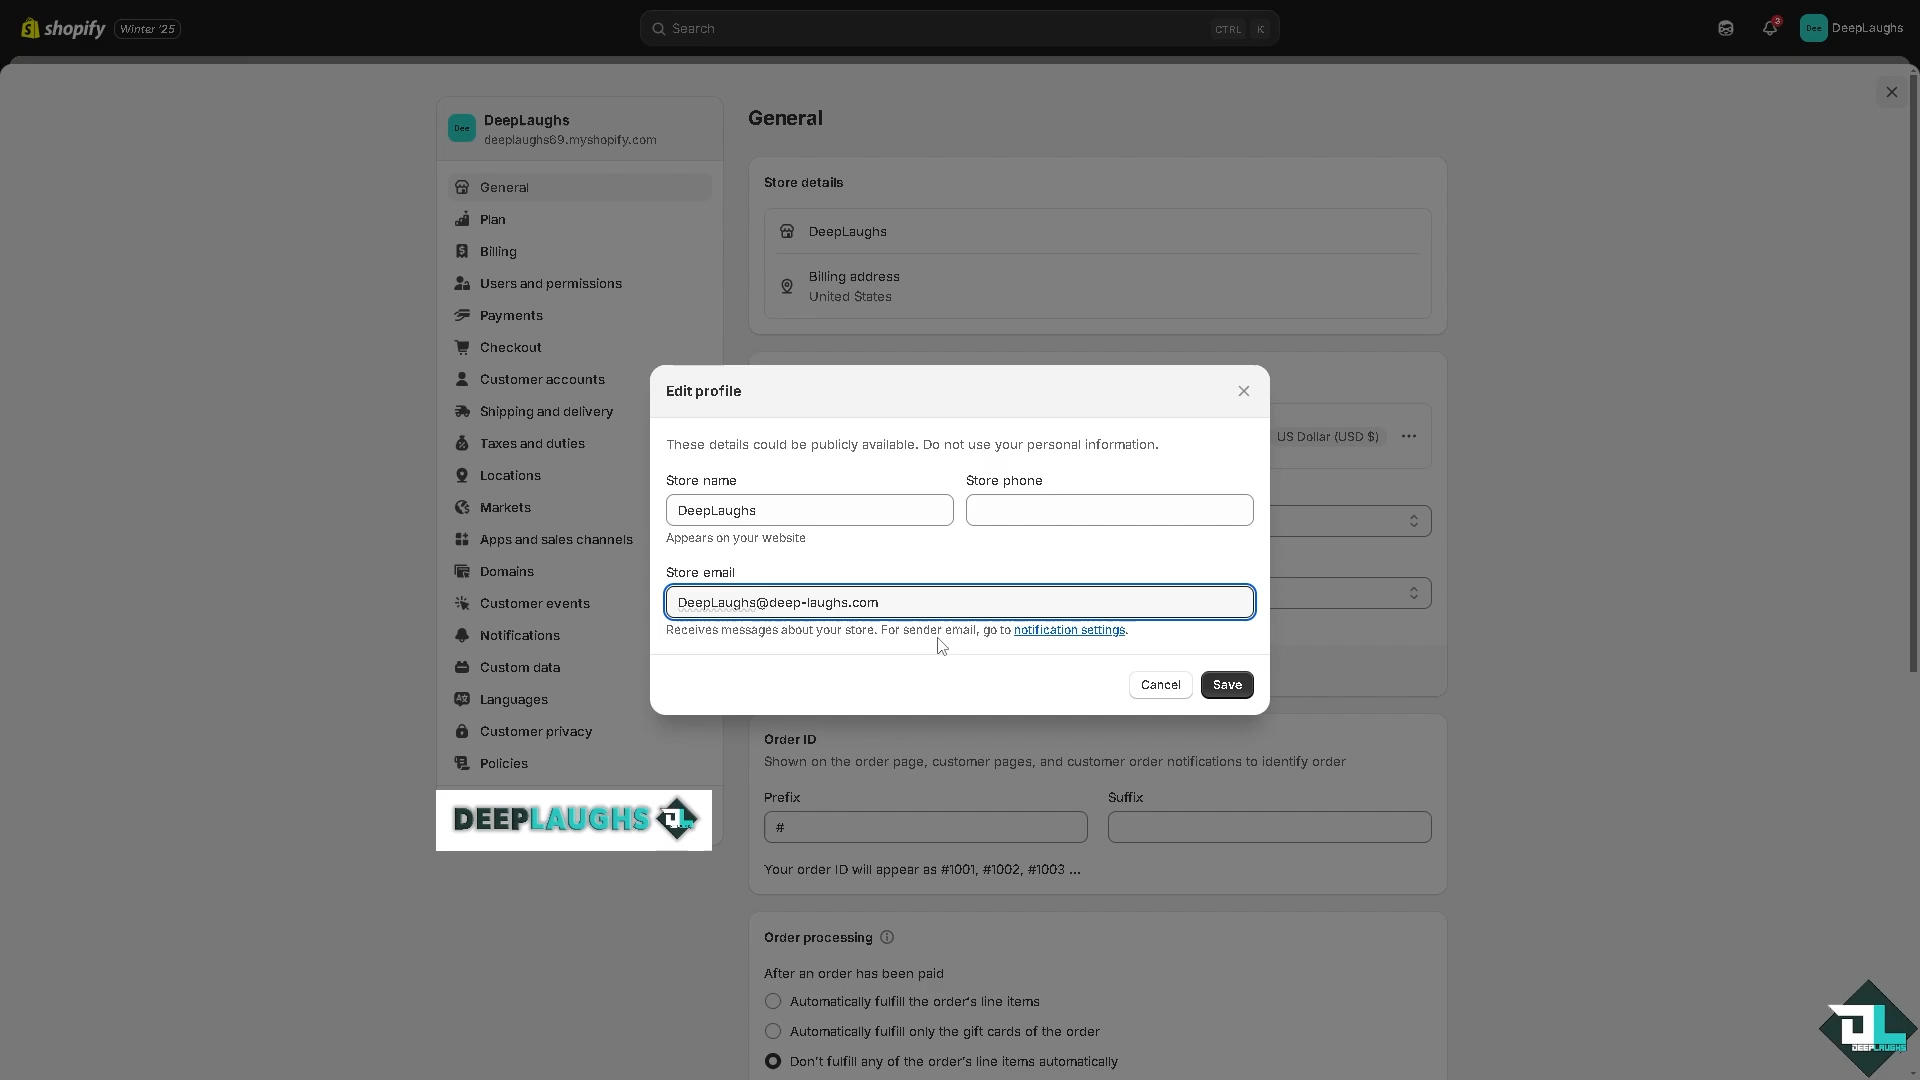 shopify
Winter '25
Search
CTRL K
3
Dee
DeepLaughs
Dee
DeepLaughs
deeplaughs69.myshopify.com
General
Plan
Billing
Users and permissions
Payments
Checkout
Customer accounts
Shipping and delivery
Taxes and duties
Locations
Markets
Apps and sales channels
Domains
Customer events
Notifications
Custom data
Languages
Customer privacy
Policies
DEEPLAUGHS
General
Store details
DeepLaughs
Billing address
United States
US Dollar (USD $)
Edit profile
These details could be publicly available. Do not use your personal information.
Store name
Store phone
DeepLaughs
Appears on your website
Store email
DeepLaughs@deep-laughs.com
Receives messages about your store. For sender email, go to notification settings.
Cancel
Save
Order ID
Shown on the order page, customer pages, and customer order notifications to identify order
Prefix
Suffix
#
Your order ID will appear as #1001, #1002, #1003 ...
Order processing
After an order has been paid
Automatically fulfill the order's line items
Automatically fulfill only the gift cards of the order
Don't fulfill any of the order's line items automatically
DL
DEEPLAUGHS